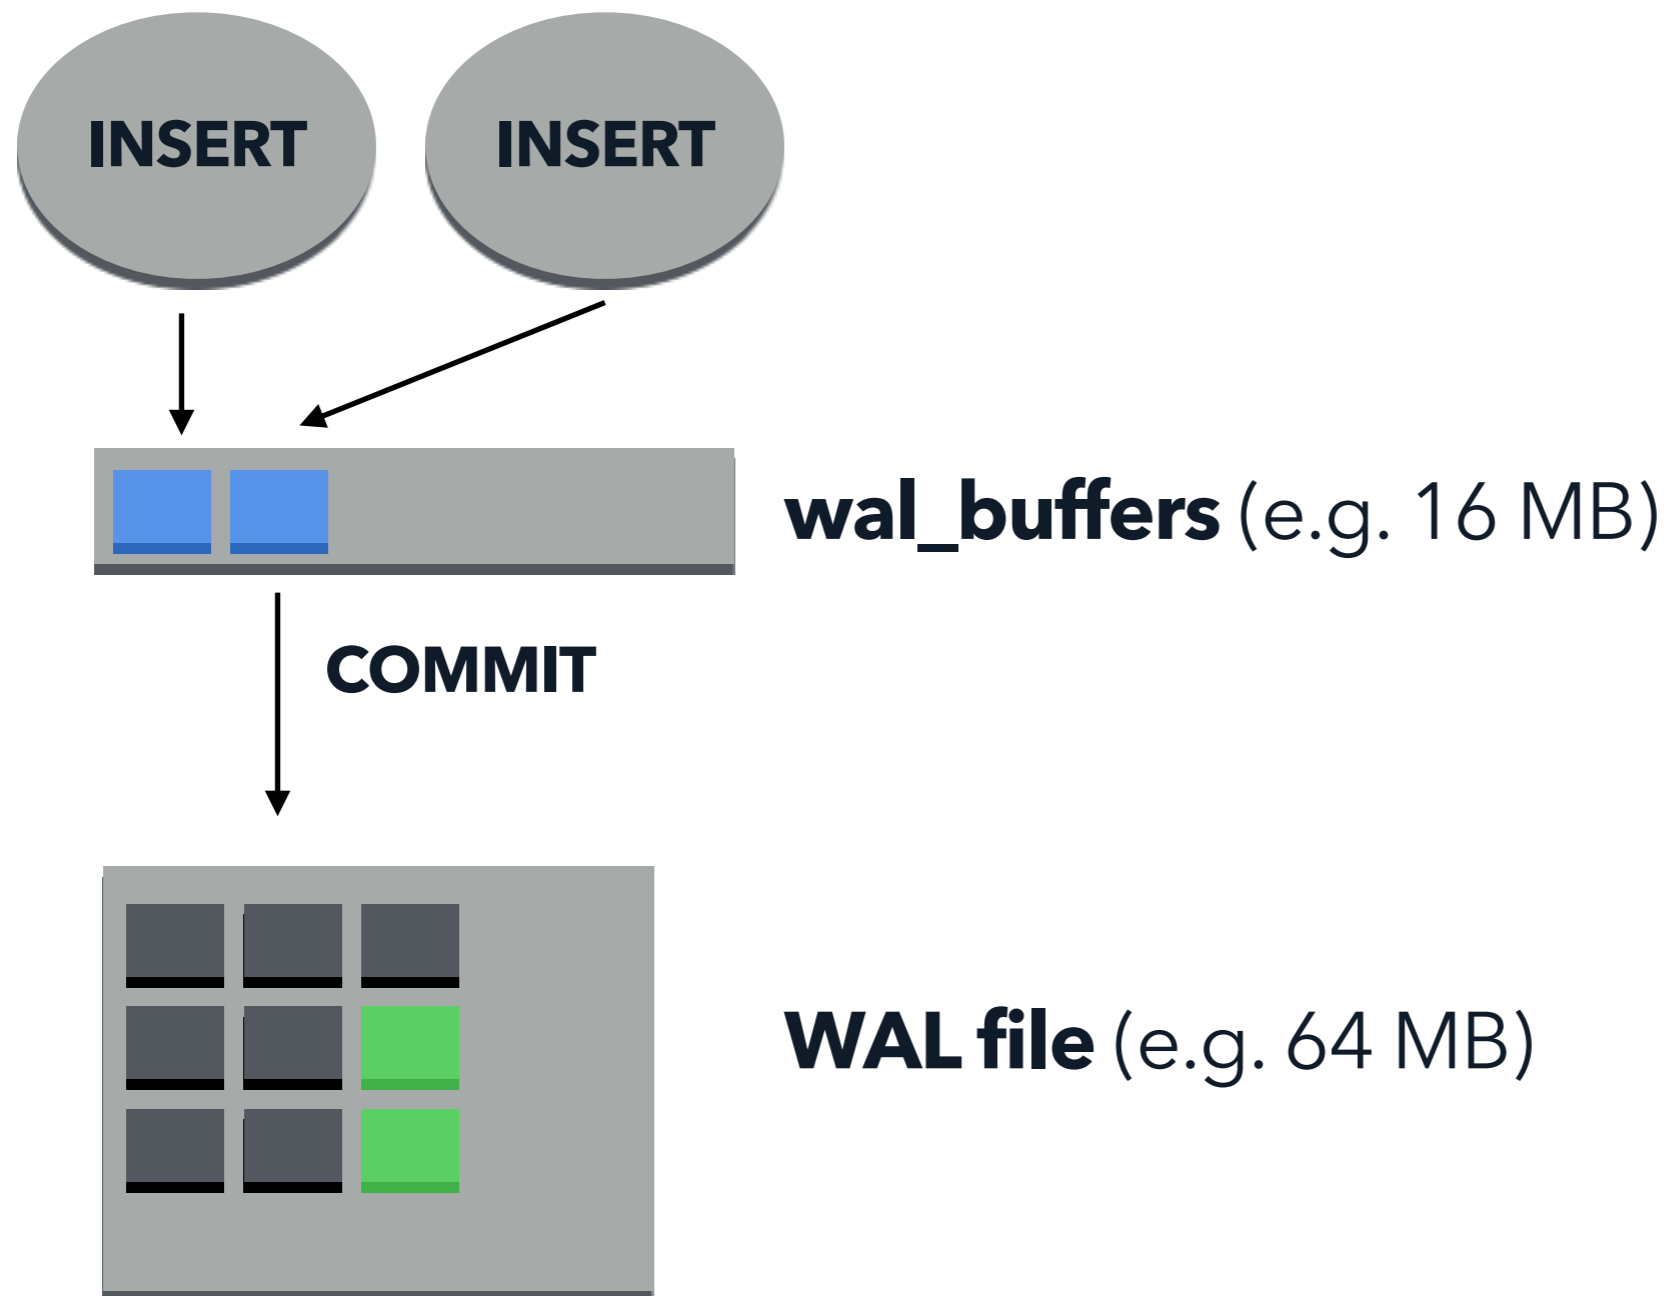 INSERT
INSERT
wal_buffers (e.g. 16 MB)
COMMIT
WAL file (e.g. 64 MB)